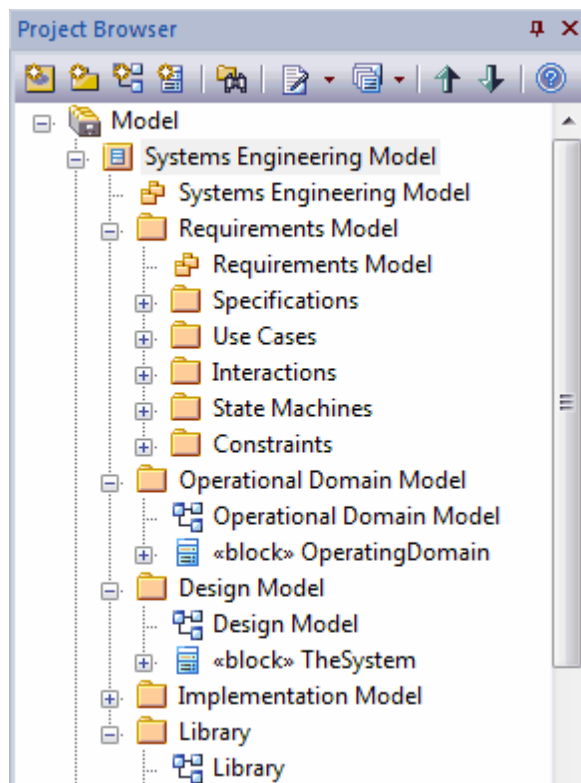 Project Browser
Model
Systems Engineering Model
Systems Engineering Model
Requirements Model
Requirements Model
Specifications
Use Cases
Interactions
State Machines
Constraints
Operational Domain Model
Operational Domain Model
«block» OperatingDomain
Design Model
Design Model
«block» TheSystem
Implementation Model
Library
Library